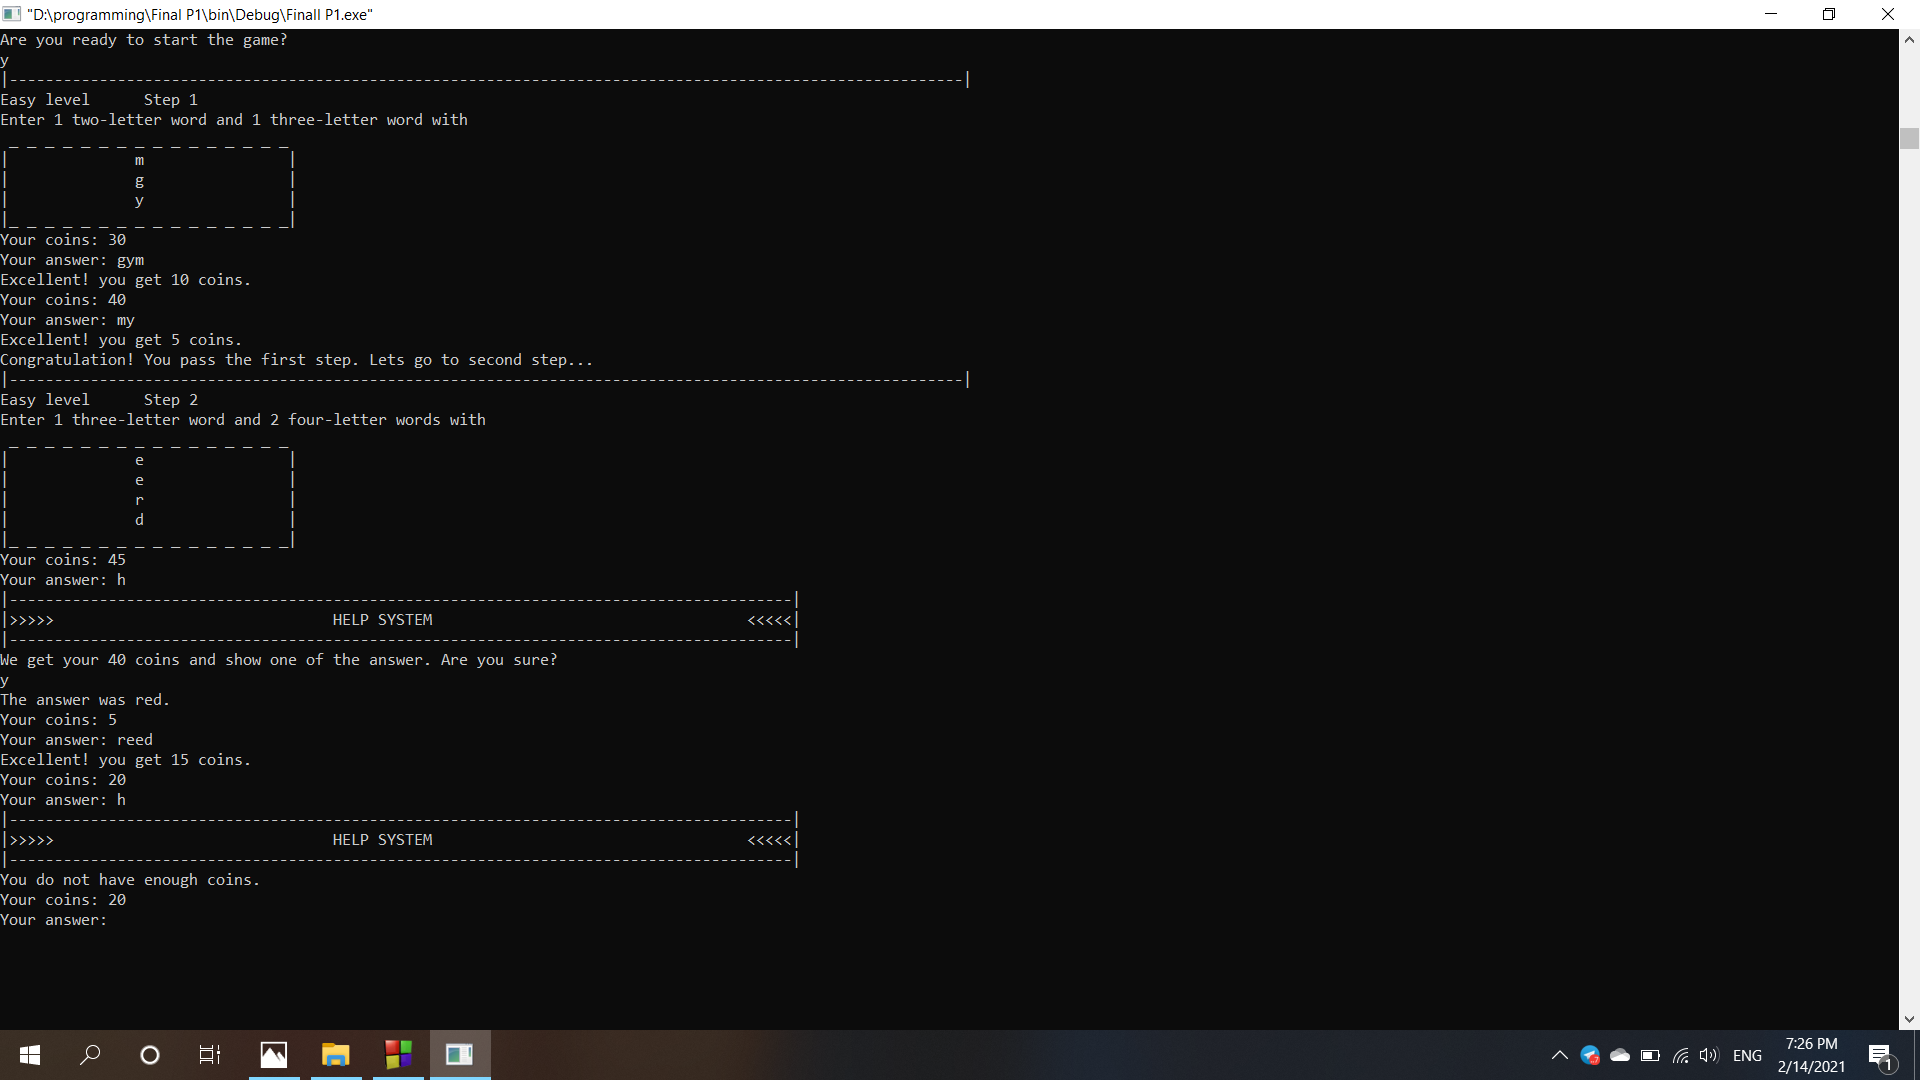 "D:\programming\Final P1\bin\Debug\Finall P1.exe"
Are you ready to start the game?
y
|----------------------------------------------------------------------------------------------------------|
Easy level      Step 1
Enter 1 two-letter word and 1 three-letter word with
 _ _ _ _ _ _ _ _ _ _ _ _ _ _ _ _
|              m                |
|              g                |
|              y                |
|_ _ _ _ _ _ _ _ _ _ _ _ _ _ _ _|
Your coins: 30
Your answer: gym
Excellent! you get 10 coins.
Your coins: 40
Your answer: my
Excellent! you get 5 coins.
Congratulation! You pass the first step. Lets go to second step...
|----------------------------------------------------------------------------------------------------------|
Easy level      Step 2
Enter 1 three-letter word and 2 four-letter words with
 _ _ _ _ _ _ _ _ _ _ _ _ _ _ _ _
|              e                |
|              e                |
|              r                |
|              d                |
|_ _ _ _ _ _ _ _ _ _ _ _ _ _ _ _|
Your coins: 45
Your answer: h
|---------------------------------------------------------------------------------------|
|>>>>>                               HELP SYSTEM                                   <<<<<|
|---------------------------------------------------------------------------------------|
We get your 40 coins and show one of the answer. Are you sure?
y
The answer was red.
Your coins: 5
Your answer: reed
Excellent! you get 15 coins.
Your coins: 20
Your answer: h
|---------------------------------------------------------------------------------------|
|>>>>>                               HELP SYSTEM                                   <<<<<|
|---------------------------------------------------------------------------------------|
You do not have enough coins.
Your coins: 20
Your answer:
ENG
7:26 PM
2/14/2021
1